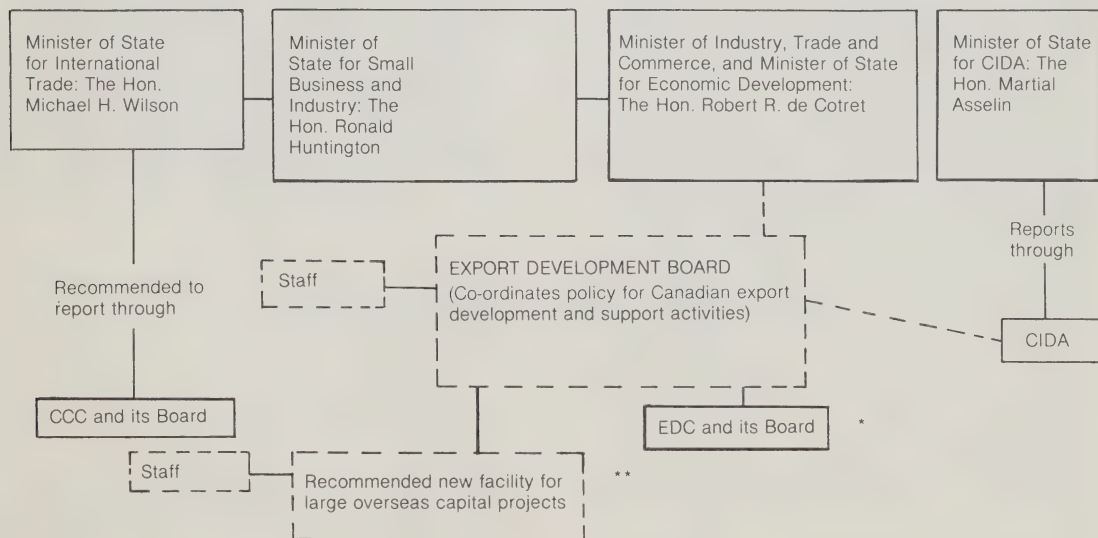 Minister of State
for International
Trade: The Hon.
Michael H. Wilson
Minister of
State for Small
Business and
Industry: The
Hon. Ronald
Huntington
Minister of Industry, Trade and
Commerce, and Minister of State
for Economic Development:
The Hon. Robert R. de Cotret
Minister of State
for CIDA: The
Hon. Martial
Asselin
Recommended to
report through
Staff
EXPORT DEVELOPMENT BOARD
(Co-ordinates policy for Canadian export
development and support activities)
Reports
through
CIDA
CCC and its Board
EDC and its Board *
Staff
Recommended new facility for
large overseas capital projects
**